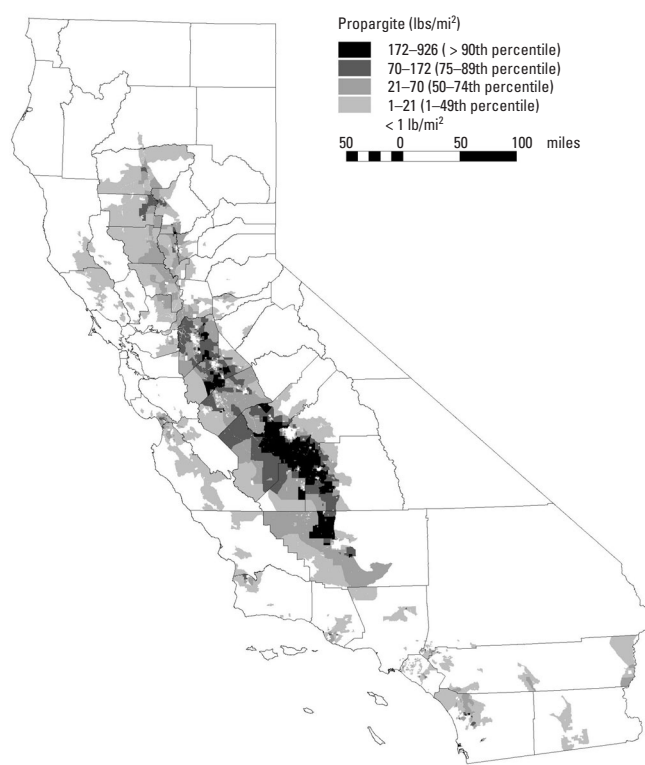 Propargite (lbs/mi²)
172–926 ( > 90th percentile)
70–172 (75–89th percentile)
21–70 (50–74th percentile)
1–21 (1–49th percentile)
< 1 lb/mi²
50 0 50 100 miles